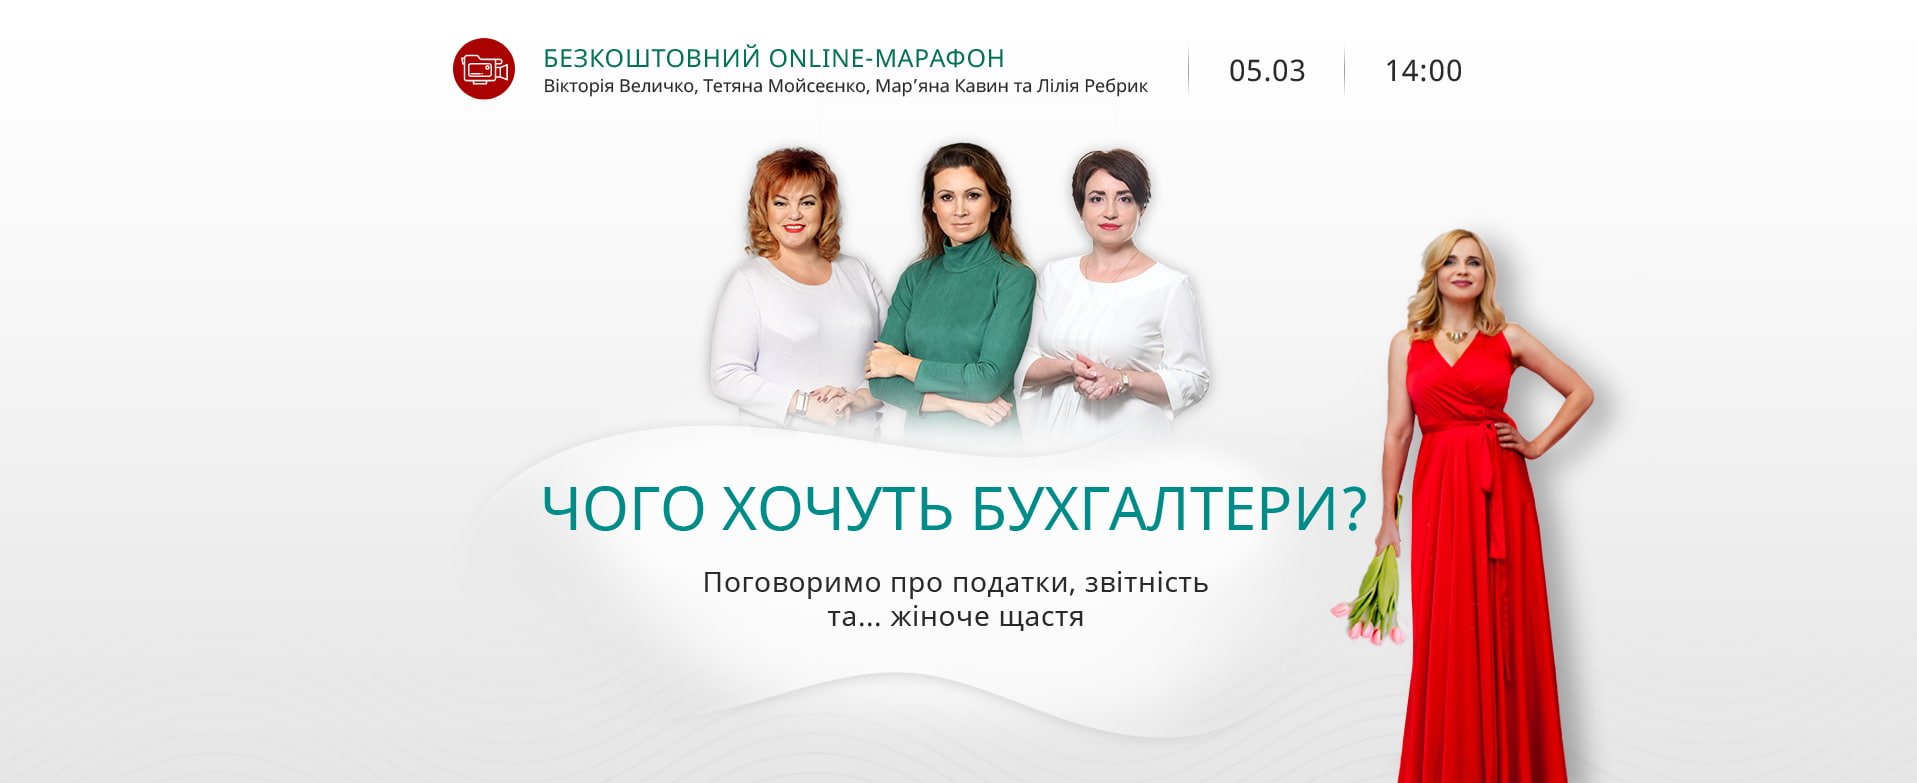 БЕЗКОШТОВНИЙ ONLINE-МАРАФОН
Вікторія Величко, Тетяна Мойсеєнко, Мар’яна Кавин та Лілія Ребрик
05.03
14:00
ЧОГО ХОЧУТЬ БУХГАЛТЕРИ?
Поговоримо про податки, звітність
та... жіноче щастя